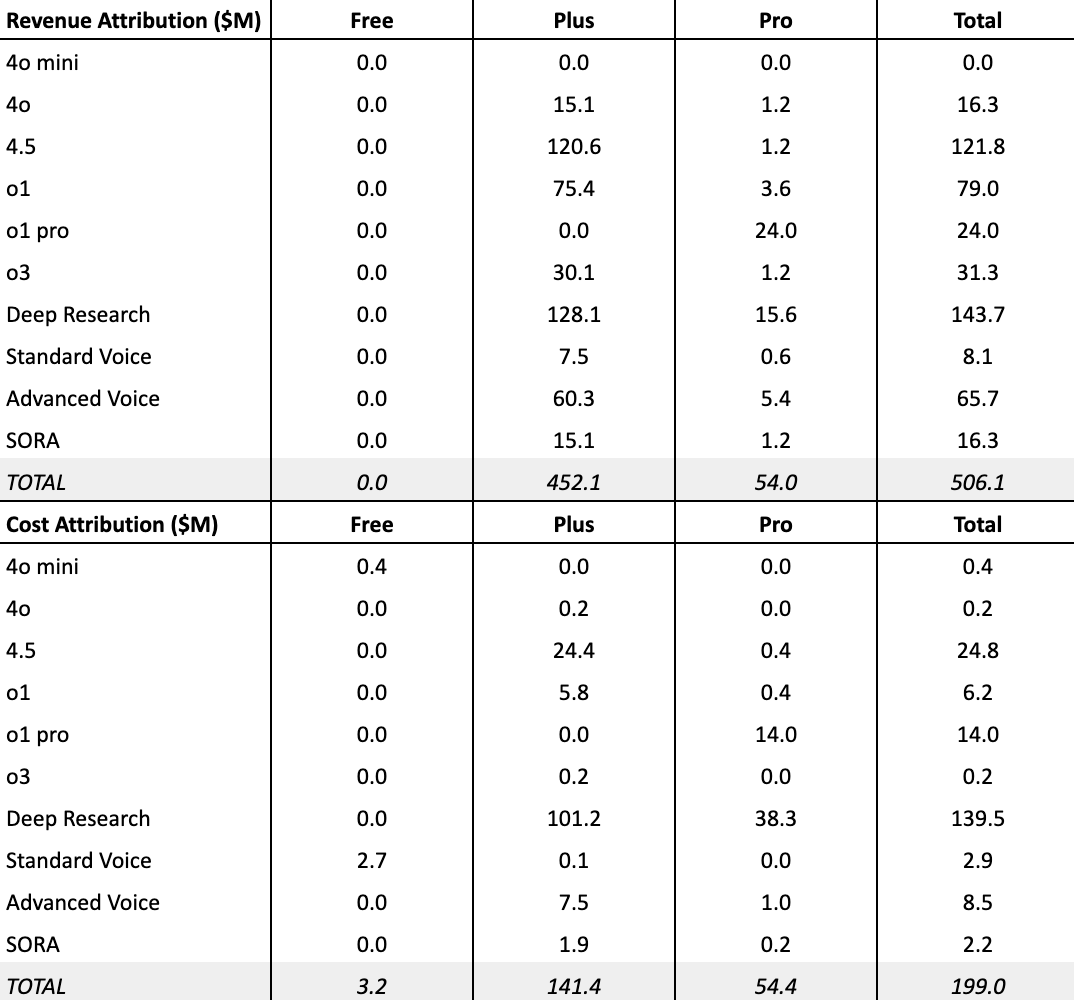 Revenue Attribution ($M) Free Plus Pro Total
4o mini 0.0 0.0 0.0 0.0
4o 0.0 15.1 1.2 16.3
4.5 0.0 120.6 1.2 121.8
o1 0.0 75.4 3.6 79.0
o1 pro 0.0 0.0 24.0 24.0
o3 0.0 30.1 1.2 31.3
Deep Research 0.0 128.1 15.6 143.7
Standard Voice 0.0 7.5 0.6 8.1
Advanced Voice 0.0 60.3 5.4 65.7
SORA 0.0 15.1 1.2 16.3
TOTAL 0.0 452.1 54.0 506.1
Cost Attribution ($M) Free Plus Pro Total
4o mini 0.4 0.0 0.0 0.4
4o 0.0 0.2 0.0 0.2
4.5 0.0 24.4 0.4 24.8
o1 0.0 5.8 0.4 6.2
o1 pro 0.0 0.0 14.0 14.0
o3 0.0 0.2 0.0 0.2
Deep Research 0.0 101.2 38.3 139.5
Standard Voice 2.7 0.1 0.0 2.9
Advanced Voice 0.0 7.5 1.0 8.5
SORA 0.0 1.9 0.2 2.2
TOTAL 3.2 141.4 54.4 199.0